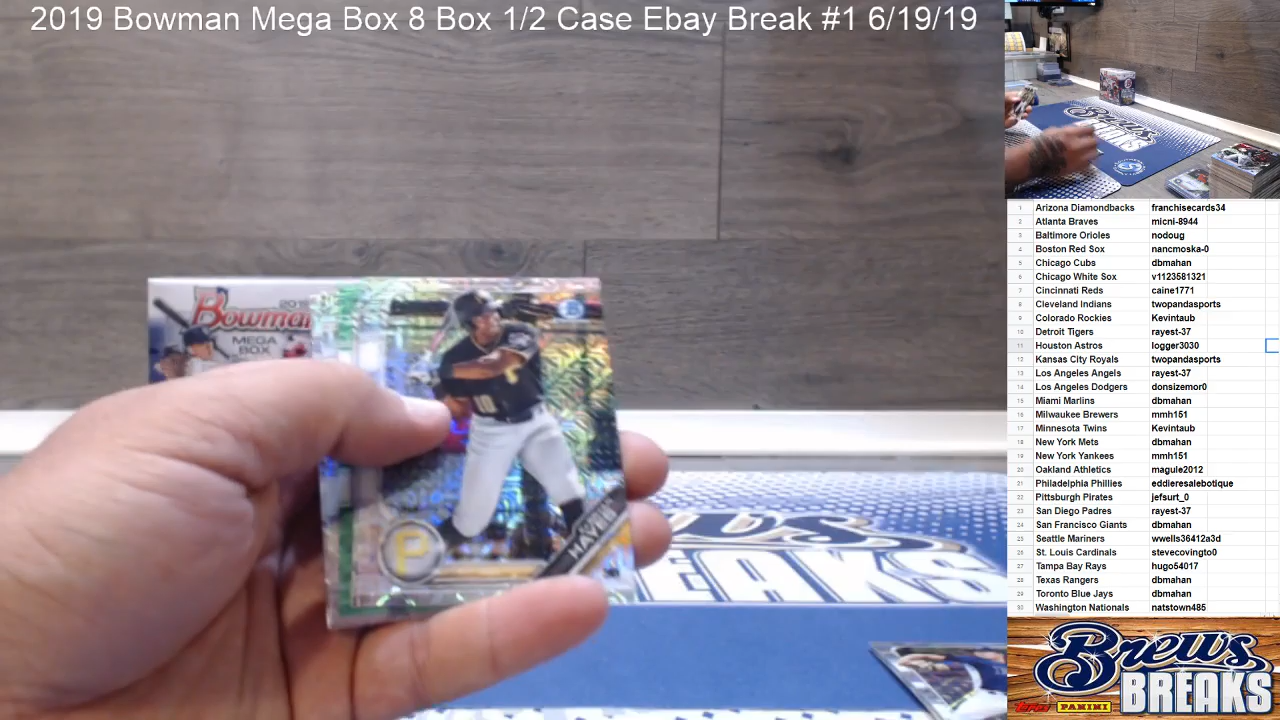 2019 Bowman Mega Box 8 Box 1/2 Case Ebay Break #1 6/19/19
Brews
BREAKS
1 Arizona Diamondbacks franchisecards34
2 Atlanta Braves micni-8944
3 Baltimore Orioles nodoug
4 Boston Red Sox nancmoska-0
5 Chicago Cubs dbmahan
6 Chicago White Sox v1123581321
7 Cincinnati Reds caine1771
8 Cleveland Indians twopandasports
9 Colorado Rockies Kevintaub
10 Detroit Tigers rayest-37
11 Houston Astros logger3030
12 Kansas City Royals twopandasports
13 Los Angeles Angels rayest-37
14 Los Angeles Dodgers donsizemor0
15 Miami Marlins dbmahan
16 Milwaukee Brewers mmh151
17 Minnesota Twins Kevintaub
18 New York Mets dbmahan
19 New York Yankees mmh151
20 Oakland Athletics magule2012
21 Philadelphia Phillies eddieresalebotique
22 Pittsburgh Pirates jefsurt_0
23 San Diego Padres rayest-37
24 San Francisco Giants dbmahan
25 Seattle Mariners wwells36412a3d
26 St. Louis Cardinals stevecovingto0
27 Tampa Bay Rays hugo54017
28 Texas Rangers dbmahan
29 Toronto Blue Jays dbmahan
30 Washington Nationals natstown485
Bowman
MEGA
BOX
10
P
EAKS
Brews
BREAKS
Topps PANINI